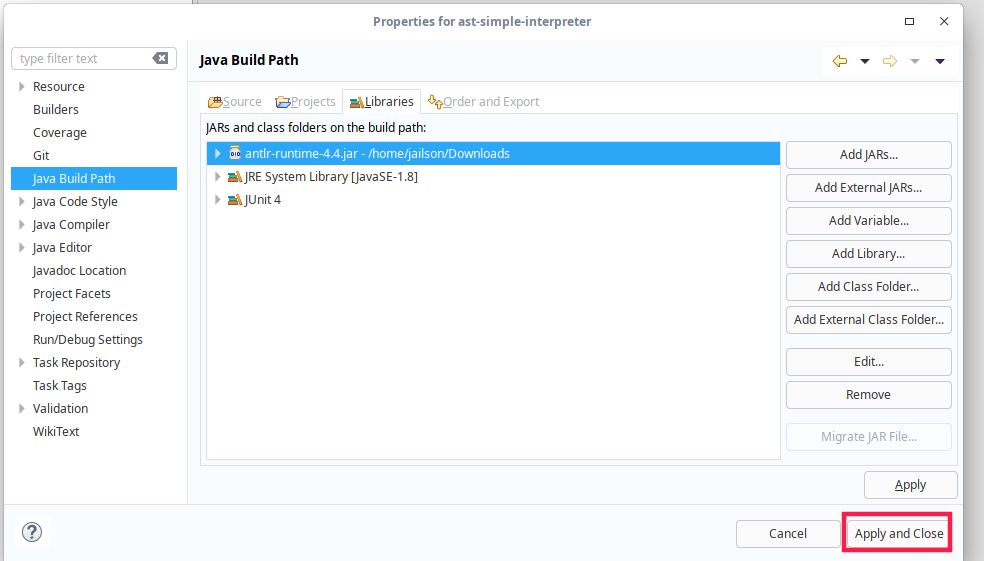 Properties for ast-simple-interpreter
type filter text
Resource
Builders
Coverage
Git
Java Build Path
Java Code Style
Java Compiler
Java Editor
Javadoc Location
Project Facets
Project References
Run/Debug Settings
Task Repository
Task Tags
Validation
WikiText
Java Build Path
Source Projects Libraries Order and Export
JARs and class folders on the build path:
antlr-runtime-4.4.jar - /home/jailson/Downloads
JRE System Library [JavaSE-1.8]
JUnit 4
Add JARs...
Add External JARs...
Add Variable...
Add Library...
Add Class Folder...
Add External Class Folder...
Edit...
Remove
Migrate JAR File...
Apply
Cancel Apply and Close